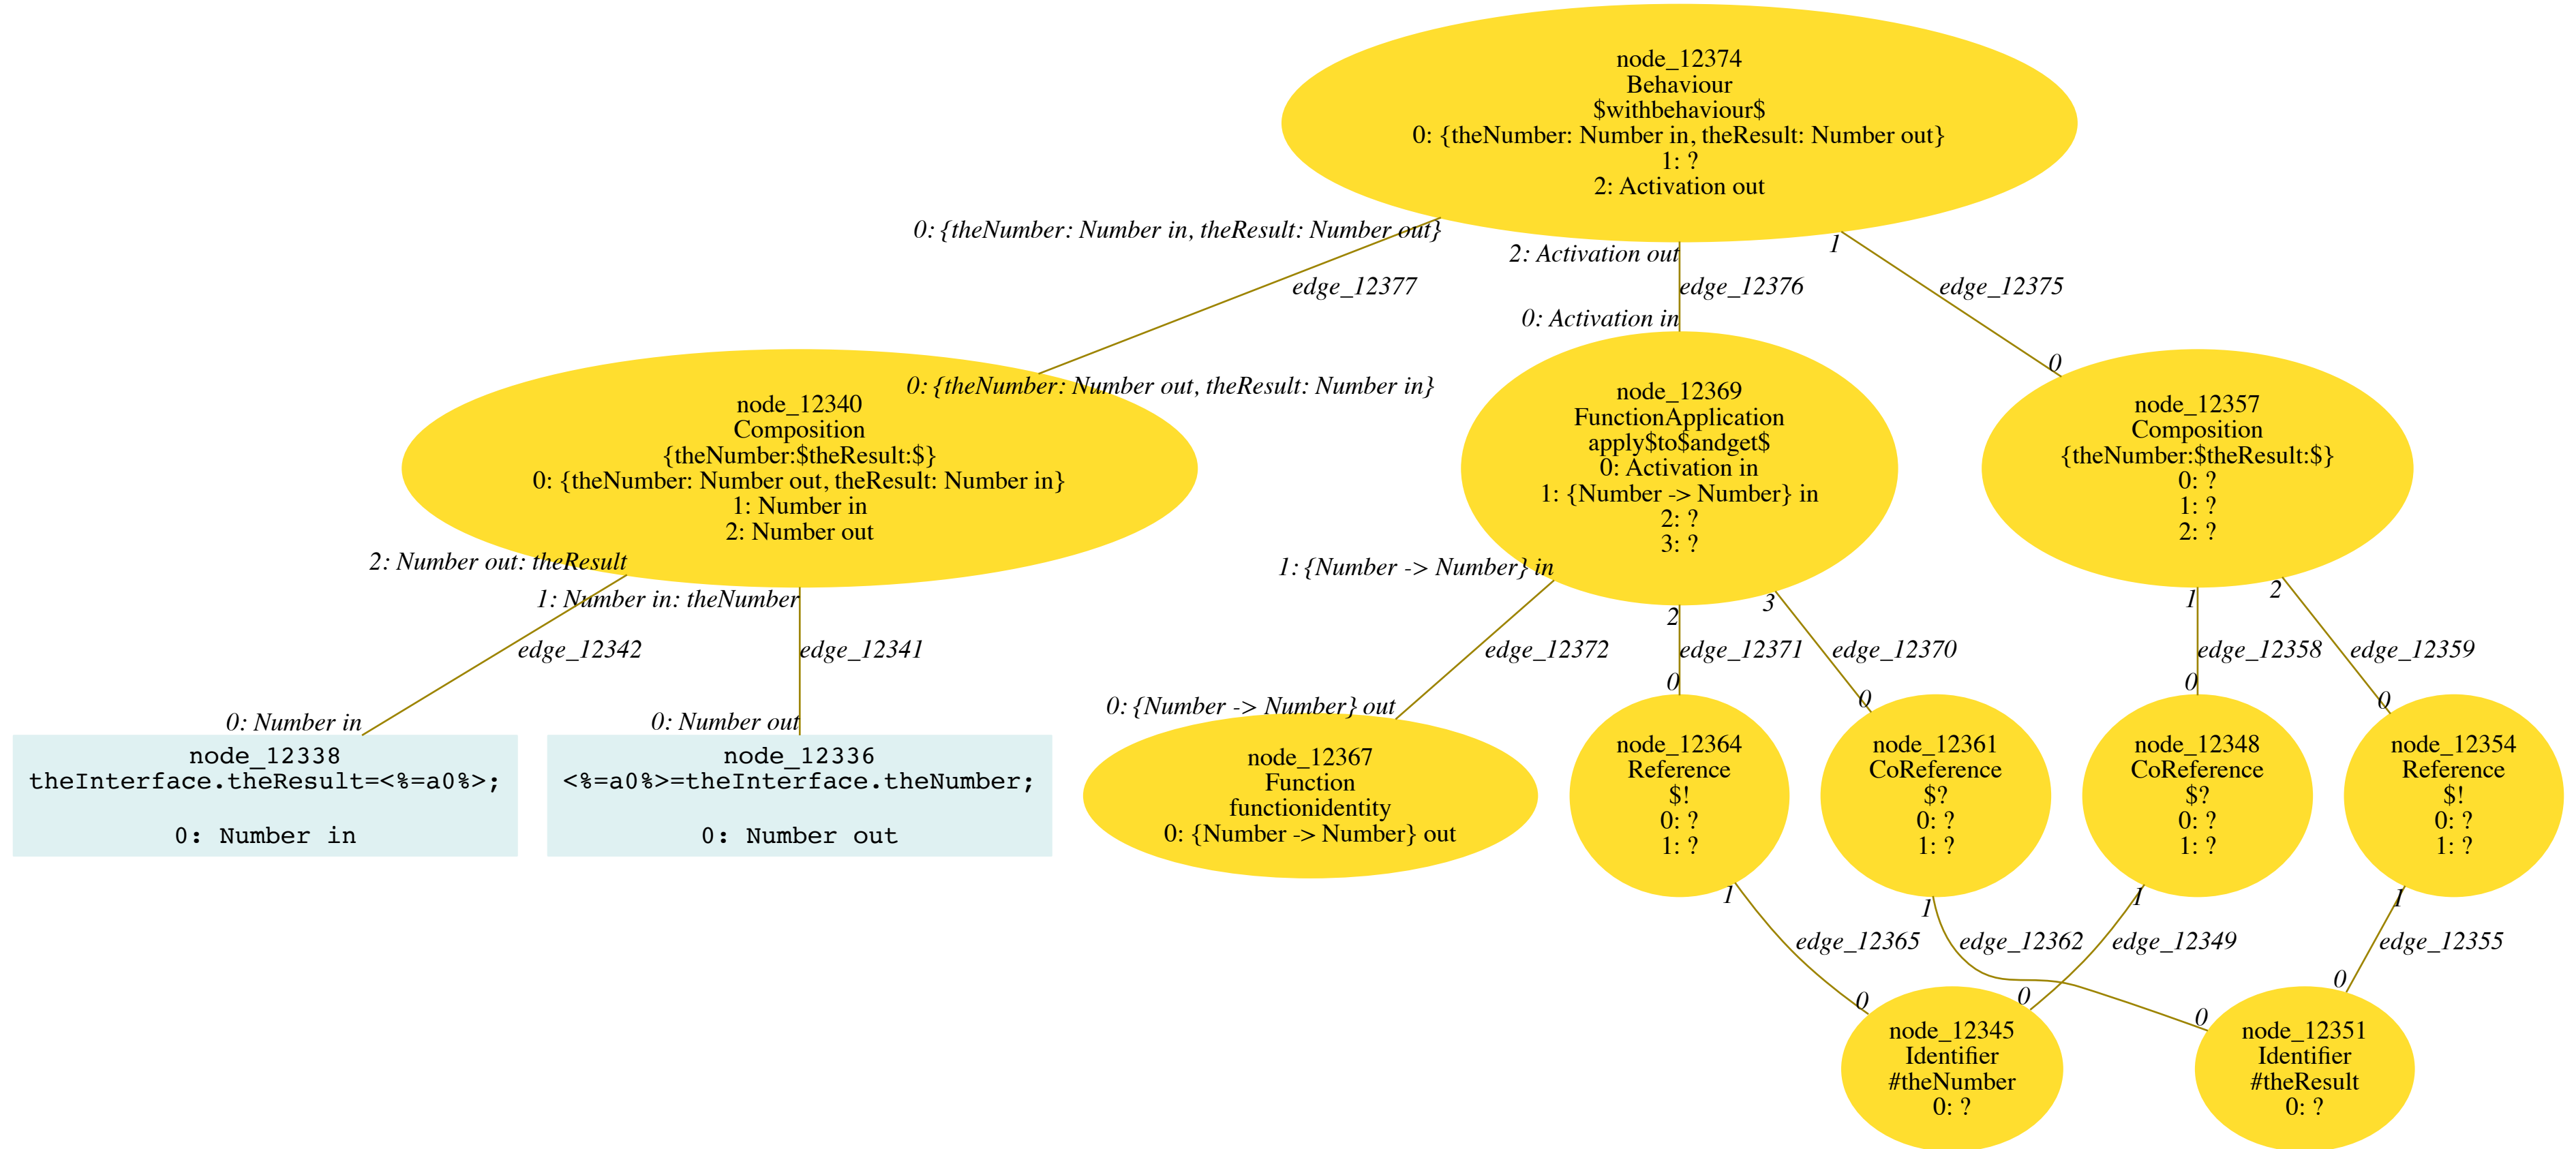 node_12374
Behaviour
$withbehaviour$
0: {theNumber: Number in, theResult: Number out}
1: ?
2: Activation out
0: {theNumber: Number in, theResult: Number out}
2: Activation out
1
edge_12377
edge_12376
edge_12375
0: Activation in
0
0: {theNumber: Number out, theResult: Number in}
node_12340
Composition
{theNumber:$theResult:$}
0: {theNumber: Number out, theResult: Number in}
1: Number in
2: Number out
node_12369
FunctionApplication
apply$to$andget$
0: Activation in
1: {Number -> Number} in
2: ?
3: ?
node_12357
Composition
{theNumber:$theResult:$}
0: ?
1: ?
2: ?
2: Number out: theResult
1: Number in: theNumber
1: {Number -> Number} in
2
3
1
2
edge_12342
edge_12341
edge_12372
edge_12371
edge_12370
edge_12358
edge_12359
0: Number in
0: Number out
0: {Number -> Number} out
0
0
0
0
node_12338
theInterface.theResult=<%=a0%>;
0: Number in
node_12336
<%=a0%>=theInterface.theNumber;
0: Number out
node_12367
Function
functionidentity
0: {Number -> Number} out
node_12364
Reference
$!
0: ?
1: ?
node_12361
CoReference
$?
0: ?
1: ?
node_12348
CoReference
$?
0: ?
1: ?
node_12354
Reference
$!
0: ?
1: ?
1
1
1
1
edge_12365
edge_12362
edge_12349
edge_12355
0
0
0
0
node_12345
Identifier
#theNumber
0: ?
node_12351
Identifier
#theResult
0: ?